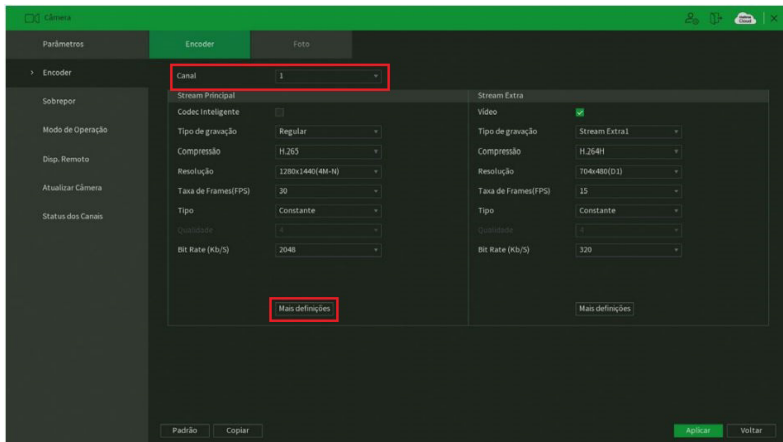 Câmera
Parâmetros
Encoder
Foto
> Encoder
Canal
1
Sobrepor
Stream Principal
Stream Extra
Codec Inteligente
Vídeo
Modo de Operação
Tipo de gravação
Regular
Tipo de gravação
Stream Extra1
Disp. Remoto
Compressão
H.265
Compressão
H.264H
Resolução
1280x1440(4M-N)
Resolução
704x480(D1)
Atualizar Câmera
Taxa de Frames(FPS)
30
Taxa de Frames(FPS)
15
Status dos Canais
Tipo
Constante
Tipo
Constante
Qualidade
4
Qualidade
4
Bit Rate (Kb/S)
2048
Bit Rate (Kb/S)
320
Mais definições
Mais definições
Padrão
Copiar
Aplicar
Voltar